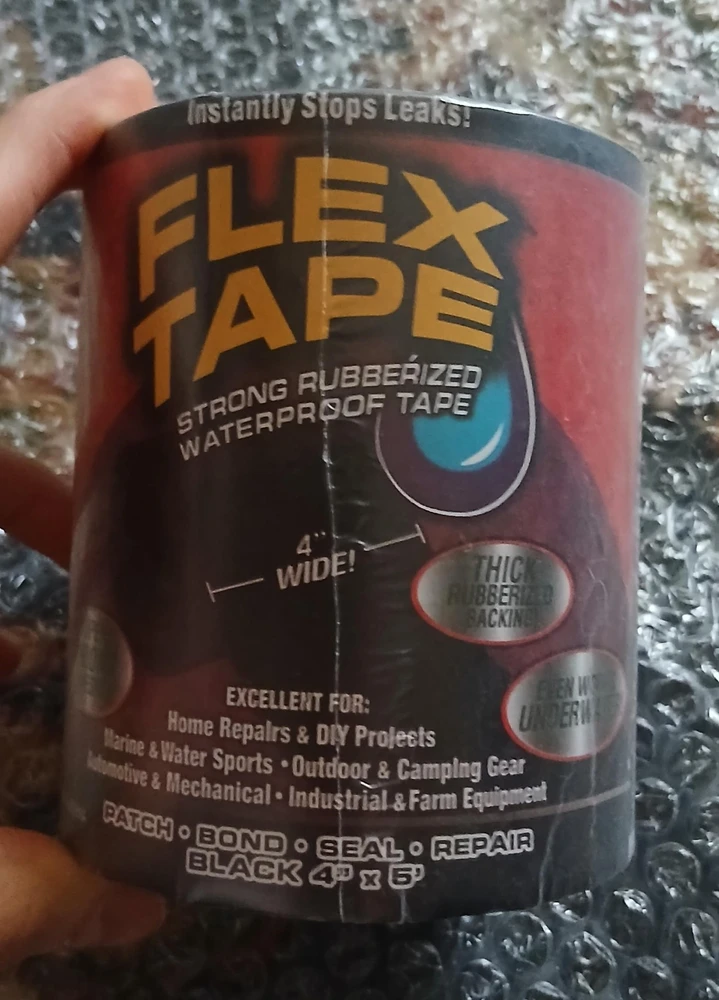 Instantly Stops Leaks!
FLEX
TAPE
STRONG RUBBERIZED
WATERPROOF TAPE
4"
WIDE!
THICK
RUBBERIZED
BACKING
EVEN
EXCELLENT FOR:
Home Repairs & DIY Projects
Marine & Water Sports • Outdoor & Camping Gear
Automotive & Mechanical • Industrial & Farm Equipment
PATCH • BOND • SEAL • REPAIR
BLACK 4" x 5'